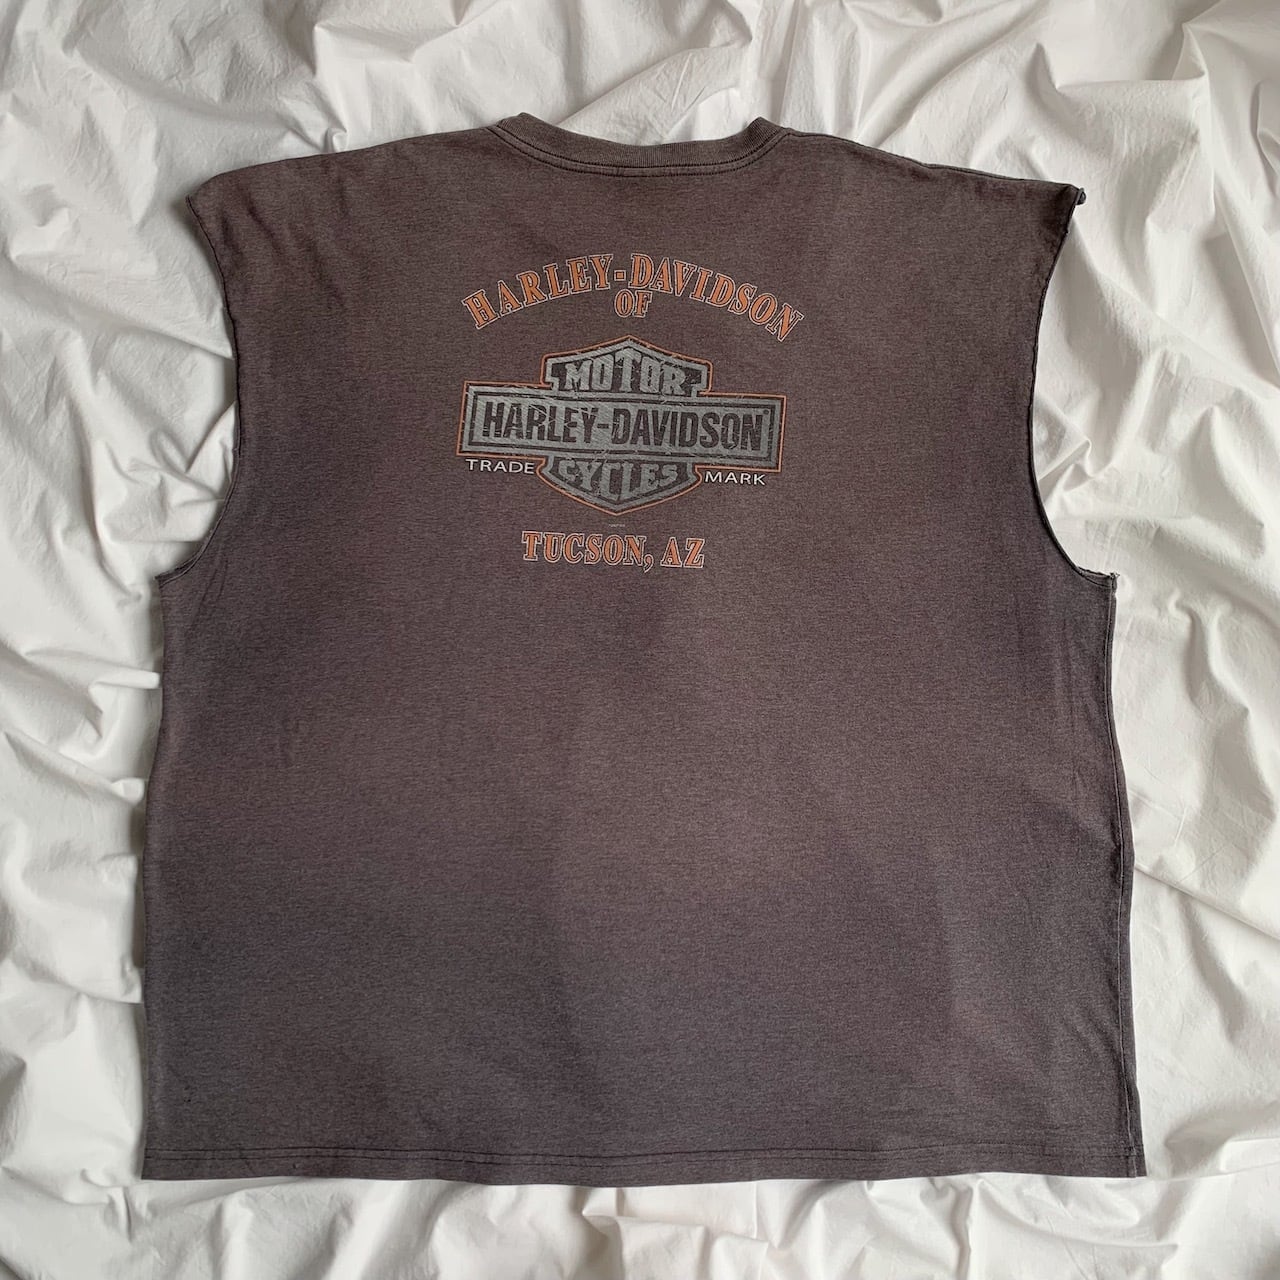 HARLEY-DAVIDSON
OF
MOTOR
HARLEY-DAVIDSON
CYCLES
TRADE MARK
TUCSON, AZ